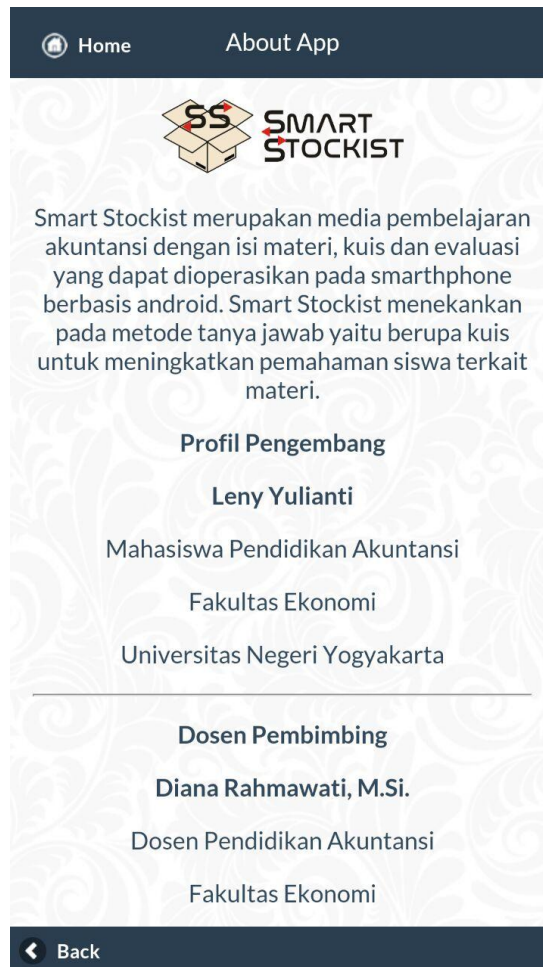 Home
About App
SS
SMART
STOCKIST
Smart Stockist merupakan media pembelajaran
akuntansi dengan isi materi, kuis dan evaluasi
yang dapat dioperasikan pada smarthphone
berbasis android. Smart Stockist menekankan
pada metode tanya jawab yaitu berupa kuis
untuk meningkatkan pemahaman siswa terkait
materi.
Profil Pengembang
Leny Yulianti
Mahasiswa Pendidikan Akuntansi
Fakultas Ekonomi
Universitas Negeri Yogyakarta
Dosen Pembimbing
Diana Rahmawati, M.Si.
Dosen Pendidikan Akuntansi
Fakultas Ekonomi
Back